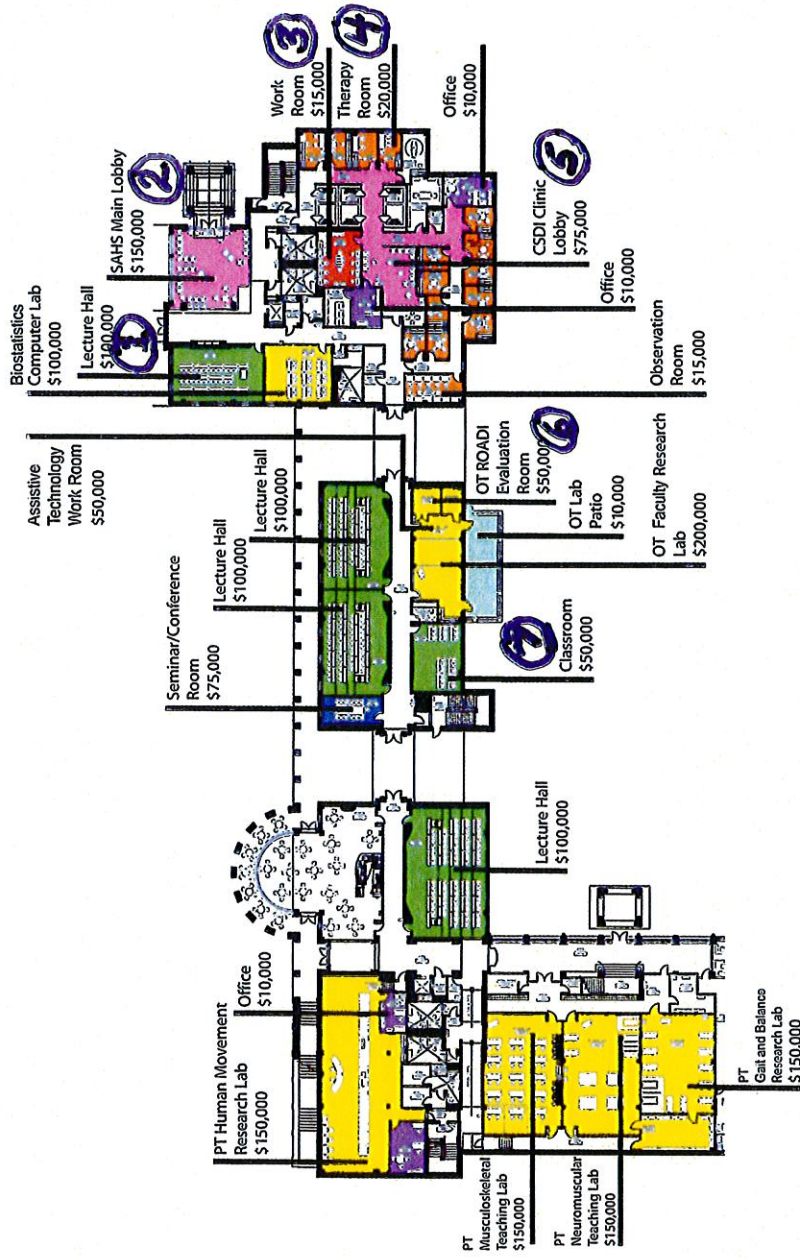 Biostatistics
Computer Lab
$100,000
Lecture Hall
$100,000
1
SAHS Main Lobby
$150,000
2
Work
Room
$15,000
3
Therapy
Room
$20,000
4
Office
$10,000
CSDI Clinic
Lobby
$75,000
5
Office
$10,000
Observation
Room
$15,000
Assistive
Technology
Work Room
$50,000
Lecture Hall
$100,000
Lecture Hall
$100,000
Seminar/Conference
Room
$75,000
OT ROADI
Evaluation
Room
$50,000
6
OT Lab
Patio
$10,000
OT Faculty Research
Lab
$200,000
7
Classroom
$50,000
Lecture Hall
$100,000
Office
$10,000
PT Human Movement
Research Lab
$150,000
PT
Musculoskeletal
Teaching Lab
$150,000
PT
Neuromuscular
Teaching Lab
$150,000
PT
Gait and Balance
Research Lab
$150,000